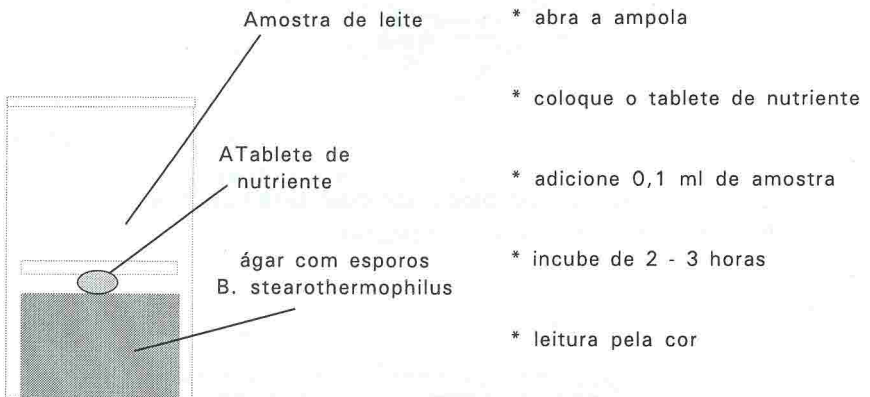 Amostra de leite
ATablete de
nutriente
ágar com esporos
B. stearothermophilus
* abra a ampola
* coloque o tablete de nutriente
* adicione 0,1 ml de amostra
* incube de 2 - 3 horas
* leitura pela cor